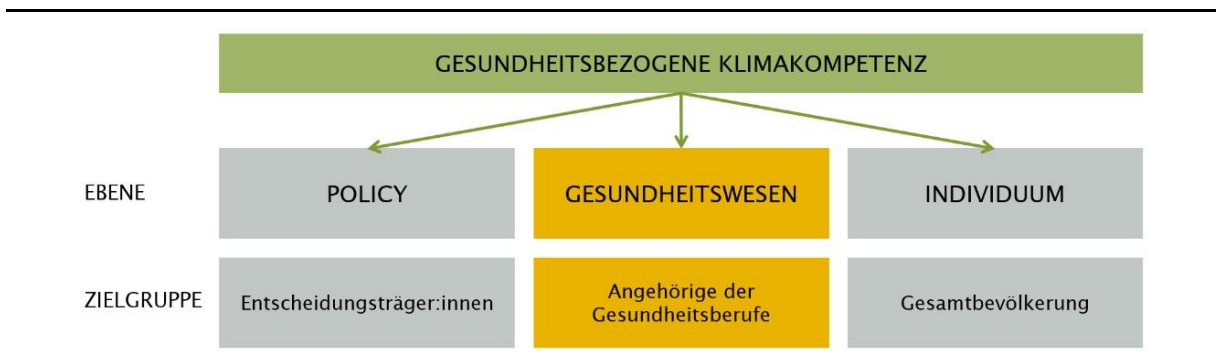 GESUNDHEITSBEZOGENE KLIMAKOMPETENZ
EBENE
POLICY
GESUNDHEITSWESEN
INDIVIDUUM
ZIELGRUPPE
Entscheidungsträger:innen
Angehörige der
Gesundheitsberufe
Gesamtbevölkerung